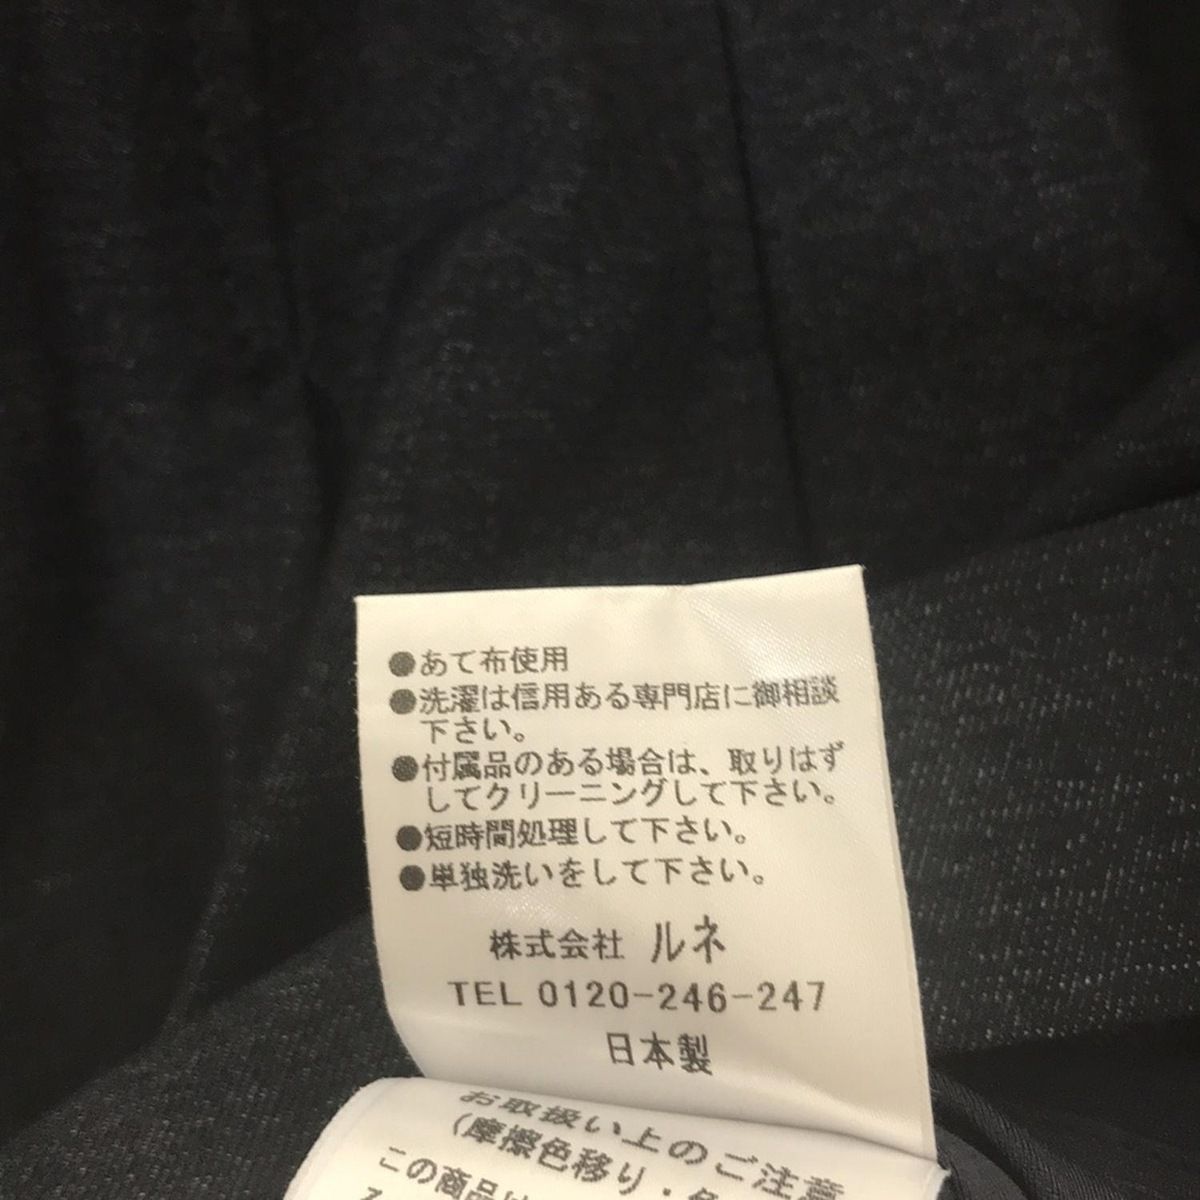 ●あて布使用
●洗濯は信用ある専門店に御相談
下さい。
●付属品のある場合は、取りはず
してクリーニングして下さい。
●短時間処理して下さい。
●単独洗いをして下さい。
株式会社 ルネ
TEL 0120-246-247
日本製
お取扱い上のご注意
(摩擦色移り・
この商品は